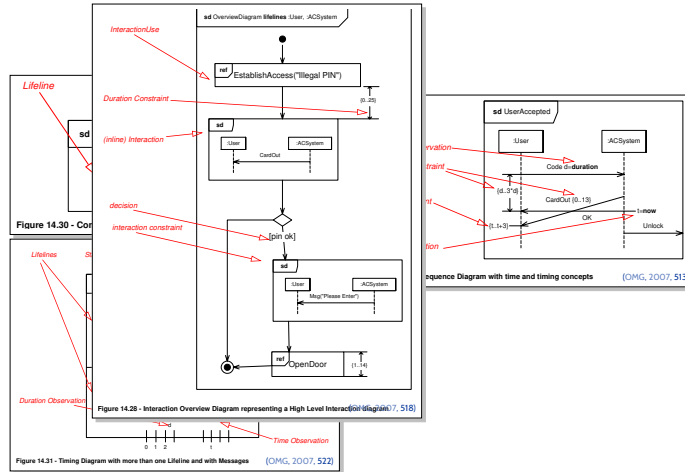 sd OverviewDiagram lifelines :User, :ACSystem
InteractionUse
ref
EstablishAccess("Illegal PIN")
Duration Constraint
{0..25}
(inline) Interaction
sd
:User
:ACSystem
CardOut
decision
[pin ok]
interaction constraint
sd
:User
:ACSystem
Msg("Please Enter")
ref
OpenDoor
{1..14}
Figure 14.28 - Interaction Overview Diagram representing a High Level Interaction diagram
(OMG, 2007, 518)
Lifeline
sd
Figure 14.30 - Con
Lifelines
Duration Observation
d
t
0 1 2
Time Observation
Figure 14.31 - Timing Diagram with more than one Lifeline and with Messages
(OMG, 2007, 522)
sd UserAccepted
:User
:ACSystem
Code d=duration
{d..3*d}
CardOut {0..13}
t=now
OK
{t..t+3}
Unlock
equence Diagram with time and timing concepts
(OMG, 2007, 513